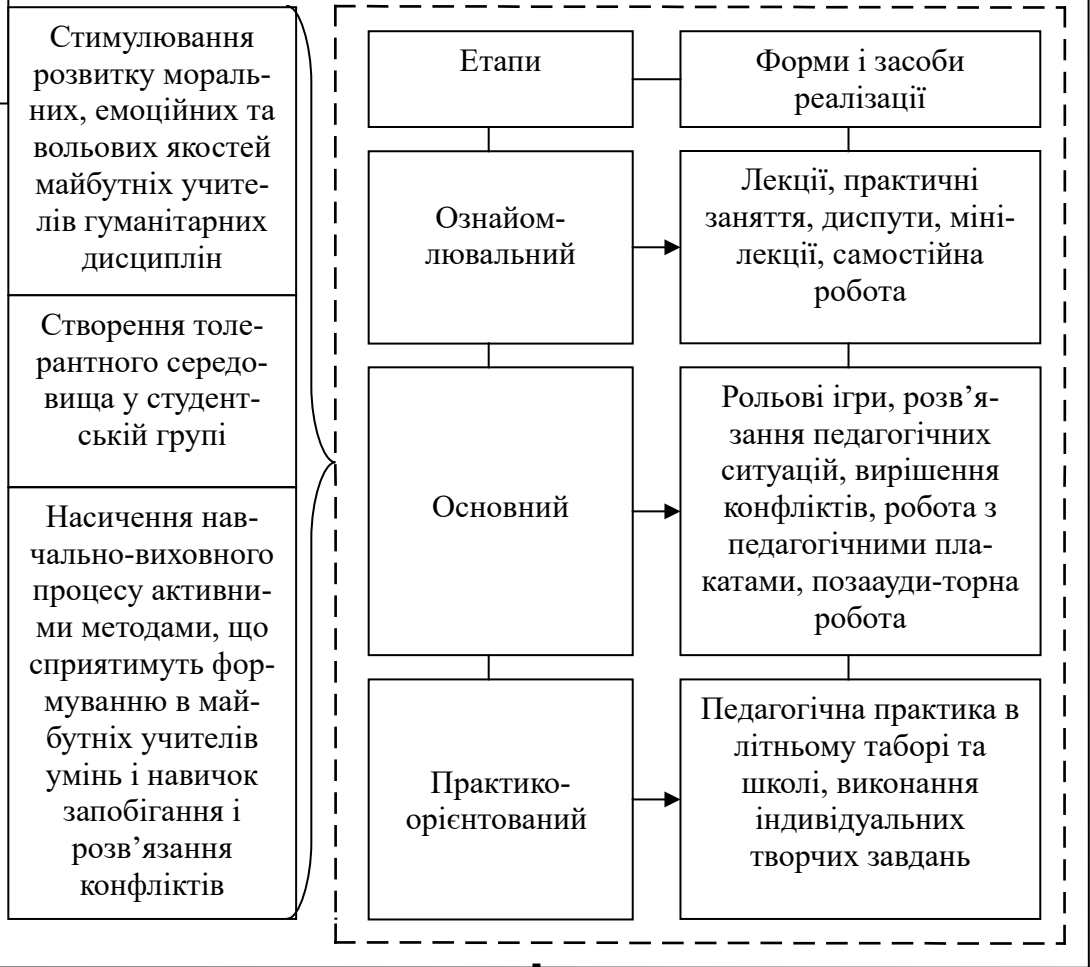 Стимулювання
розвитку мораль-
них, емоційних та
вольових якостей
майбутніх учите-
лів гуманітарних
дисциплін
Створення толе-
рантного середо-
вища у студент-
ській групі
Насичення нав-
чально-виховного
процесу активни-
ми методами, що
сприятимуть фор-
муванню в май-
бутніх учителів
умінь і навичок
запобігання і
розв’язання
конфліктів
Етапи
Форми і засоби
реалізації
Ознайом-
лювальний
Лекції, практичні
заняття, диспути, міні-
лекції, самостійна
робота
Основний
Рольові ігри, розв’я-
зання педагогічних
ситуацій, вирішення
конфліктів, робота з
педагогічними пла-
катами, позаауди-торна
робота
Практико-
орієнтований
Педагогічна практика в
літньому таборі та
школі, виконання
індивідуальних
творчих завдань